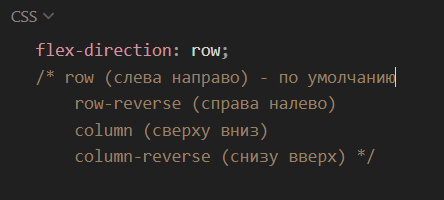 CSS
flex-direction: row;
/* row (слева направо) - по умолчанию
row-reverse (справа налево)
column (сверху вниз)
column-reverse (снизу вверх) */